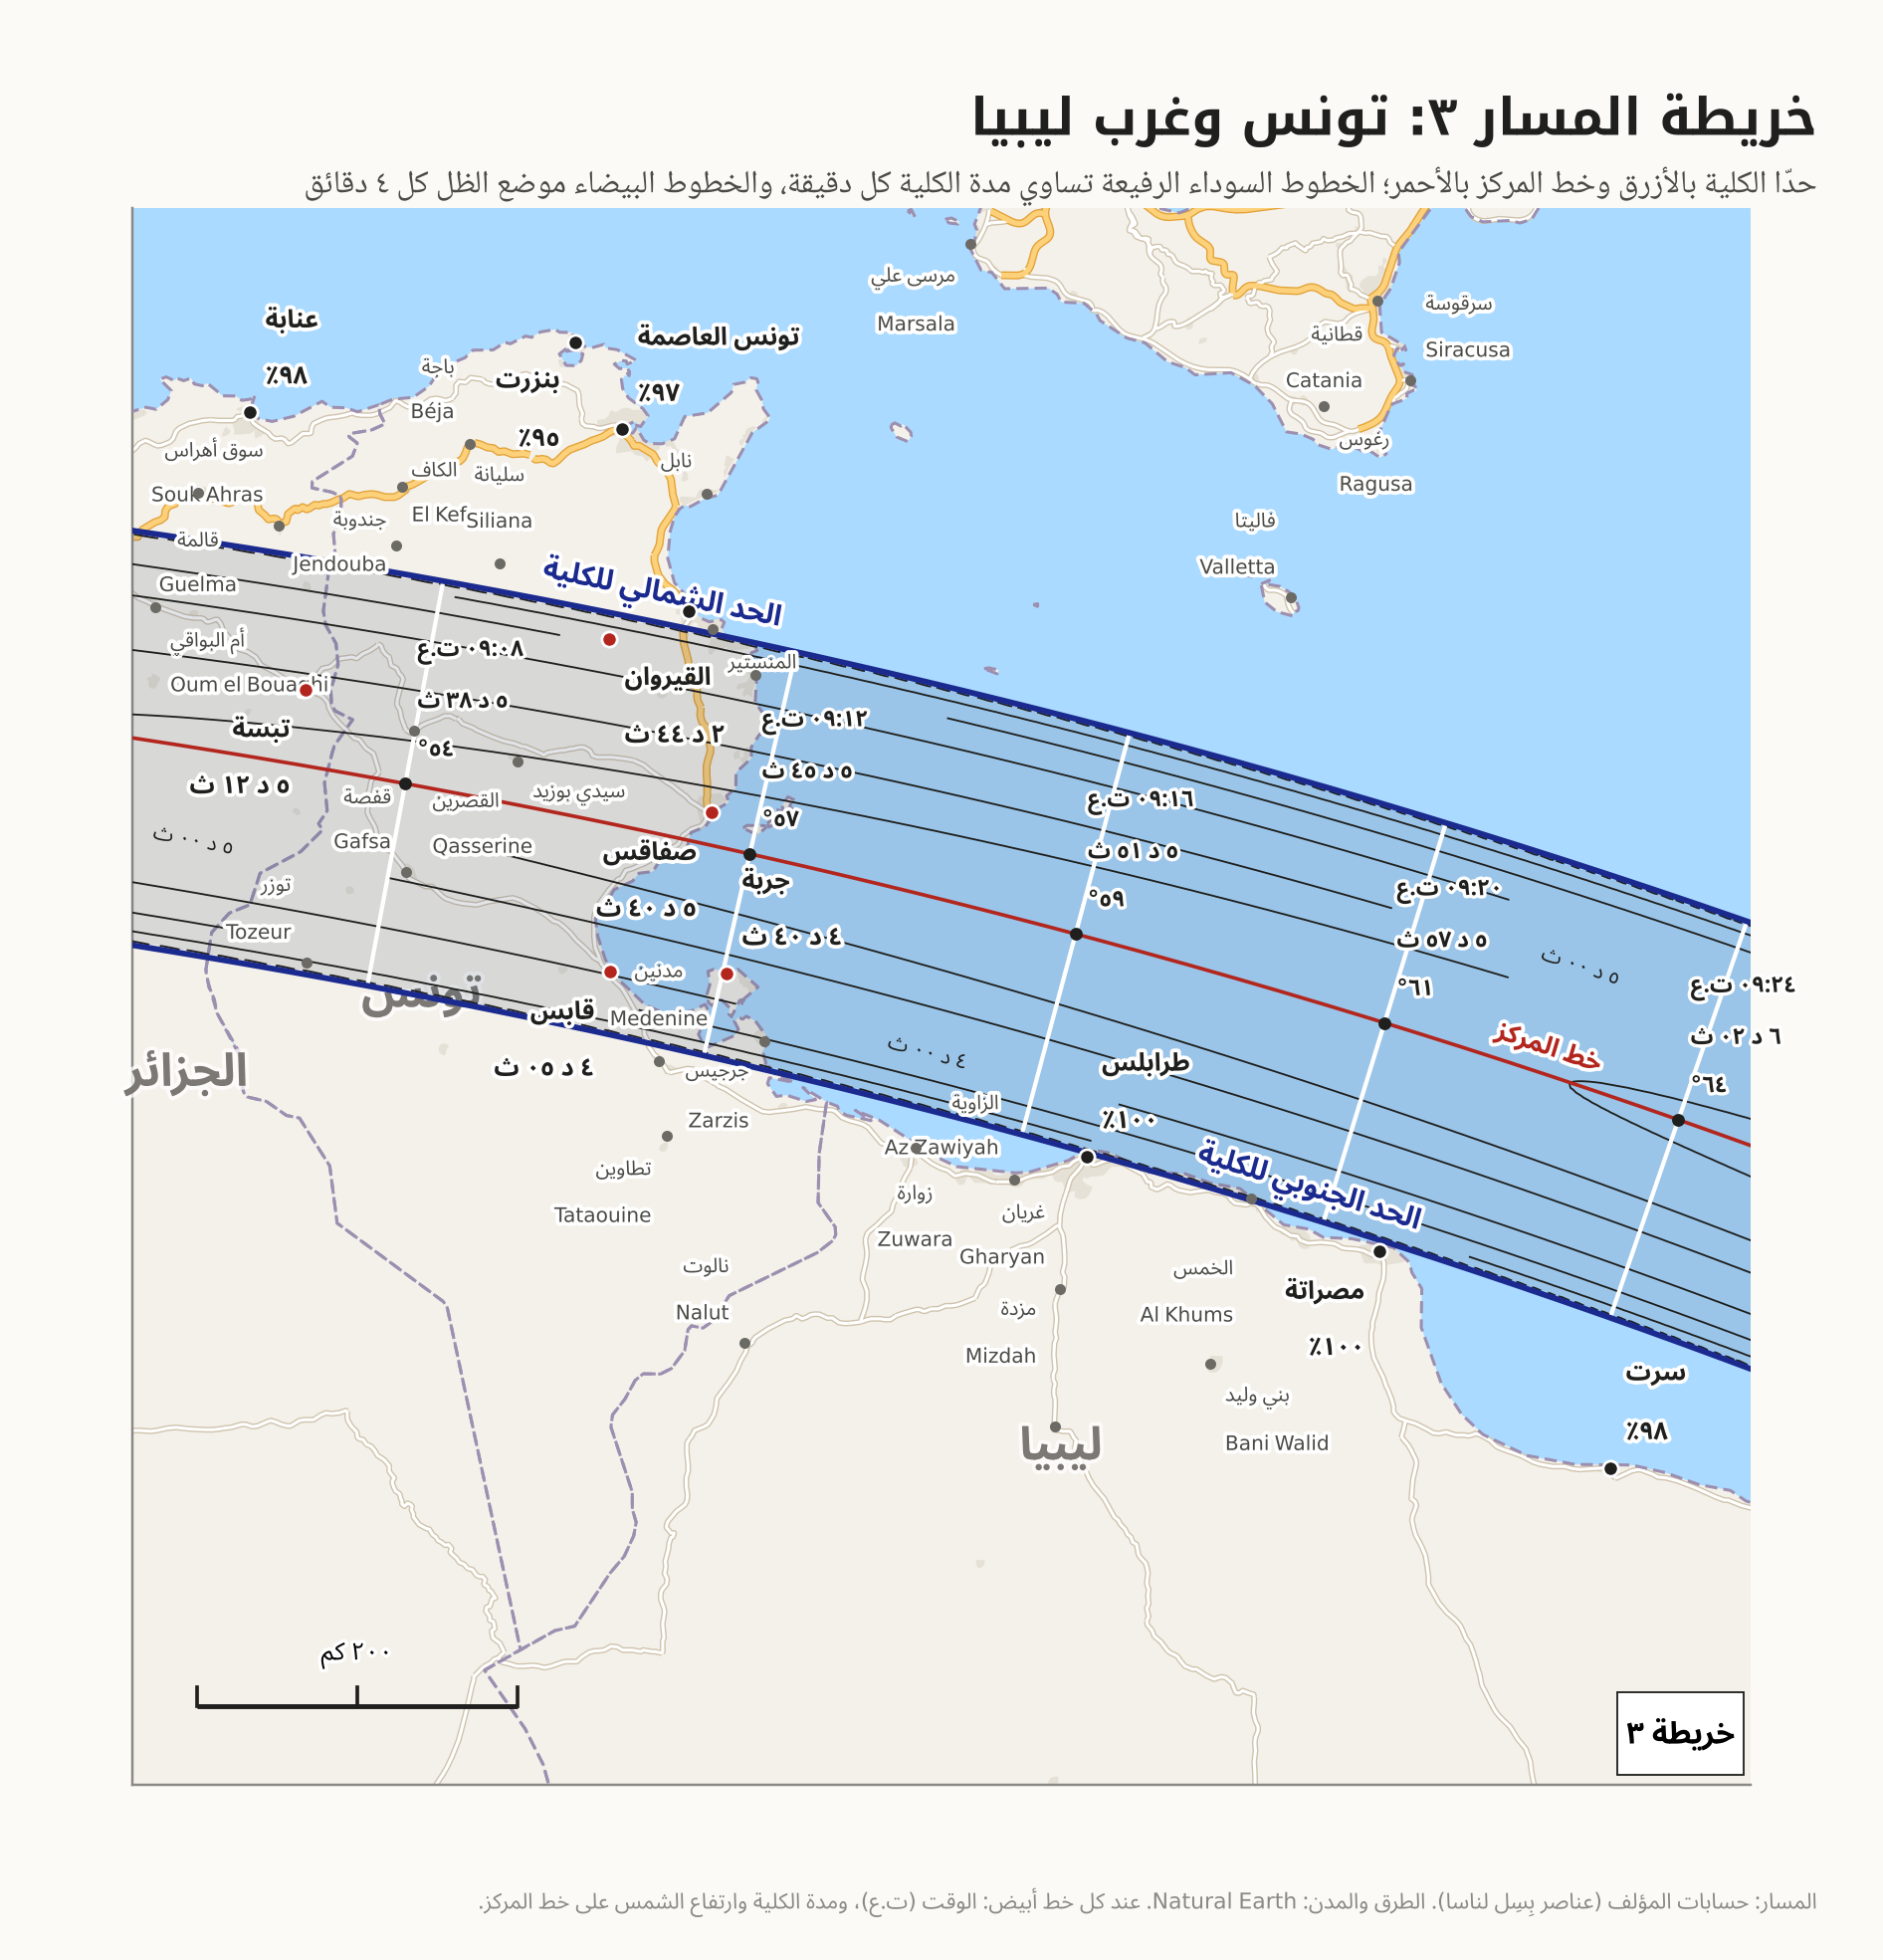 خريطة المسار ٣: تونس وغرب ليبيا
حدّا الكلية بالأزرق وخط المركز بالأحمر؛ الخطوط السوداء الرفيعة تساوي مدة الكلية كل دقيقة، والخطوط البيضاء موضع الظل كل ٤ دقائق
مرسى علي
Marsala
سرقوسة
Siracusa
قطانية
Catania
رغوس
Ragusa
فاليتا
Valletta
عنابة
٩٨٪
تونس العاصمة
٩٧٪
بنزرت
٩٥٪
باجة
Béja
سوق أهراس
Souk Ahras
الكاف
El Kef
سليانة
Siliana
نابل
جندوبة
Jendouba
قالمة
Guelma
الحد الشمالي للكلية
أم البواقي
Oum el Bouaghi
٠٩:٠٨ ت.ع
٥ د ٣٨ ث
٥٤°
القيروان
٢ د ٤٤ ث
المنستير
٠٩:١٢ ت.ع
٥ د ٤٥ ث
٥٧°
تبسة
٥ د ١٢ ث
٥ د ٠٠ ث
قفصة
Gafsa
القصرين
Qasserine
سيدي بوزيد
٠٩:١٦ ت.ع
٥ د ٥١ ث
٥٩°
صفاقس
٥ د ٤٠ ث
جربة
٤ د ٤٠ ث
٠٩:٢٠ ت.ع
٥ د ٥٧ ث
٦١°
توزر
Tozeur
٥ د ٠٠ ث
٠٩:٢٤ ت.ع
٦ د ٠٢ ث
٦٤°
خط المركز
تونس
مدنين
Medenine
قابس
٤ د ٠٥ ث
٤ د ٠٠ ث
الجزائر
جرجيس
Zarzis
طرابلس
١٠٠٪
الزاوية
Az Zawiyah
الحد الجنوبي للكلية
تطاوين
Tataouine
زوارة
Zuwara
غريان
Gharyan
نالوت
Nalut
الخمس
Al Khums
مزدة
Mizdah
مصراتة
١٠٠٪
بني وليد
Bani Walid
سرت
٩٨٪
ليبيا
٢٠٠ كم
خريطة ٣
المسار: حسابات المؤلف (عناصر بِسِل لناسا). الطرق والمدن: Natural Earth. عند كل خط أبيض: الوقت (ت.ع)، ومدة الكلية وارتفاع الشمس على خط المركز.